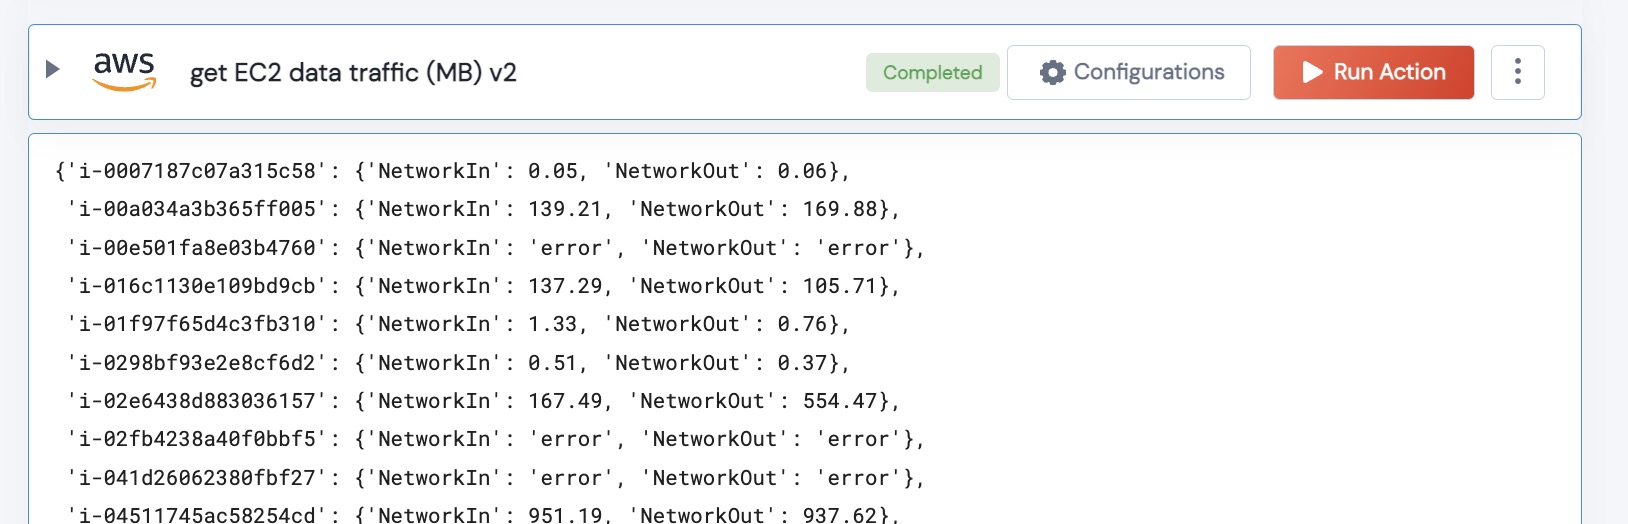 aws get EC2 data traffic (MB) v2 Completed Configurations Run Action
{'i-0007187c07a315c58': {'NetworkIn': 0.05, 'NetworkOut': 0.06},
'i-00a034a3b365ff005': {'NetworkIn': 139.21, 'NetworkOut': 169.88},
'i-00e501fa8e03b4760': {'NetworkIn': 'error', 'NetworkOut': 'error'},
'i-016c1130e109bd9cb': {'NetworkIn': 137.29, 'NetworkOut': 105.71},
'i-01f97f65d4c3fb310': {'NetworkIn': 1.33, 'NetworkOut': 0.76},
'i-0298bf93e2e8cf6d2': {'NetworkIn': 0.51, 'NetworkOut': 0.37},
'i-02e6438d883036157': {'NetworkIn': 167.49, 'NetworkOut': 554.47},
'i-02fb4238a40f0bbf5': {'NetworkIn': 'error', 'NetworkOut': 'error'},
'i-041d26062380fbf27': {'NetworkIn': 'error', 'NetworkOut': 'error'},
'i-04511745ac58254cd': {'NetworkIn': 951.19, 'NetworkOut': 937.62},